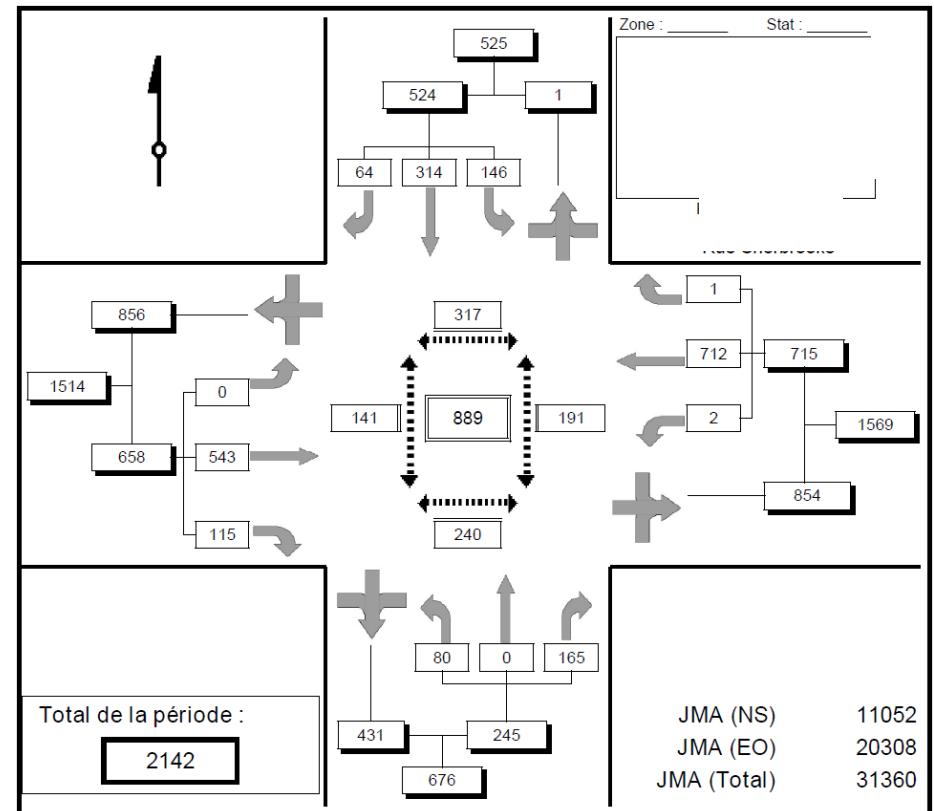 Zone : _______ Stat : _______
525
524 1
64 314 146
856
1514
0
658 543
115
317
141 889 191
240
1
712 715
2
1569
854
80 0 165
431 245
676
Total de la période :
2142
JMA (NS) 11052
JMA (EO) 20308
JMA (Total) 31360